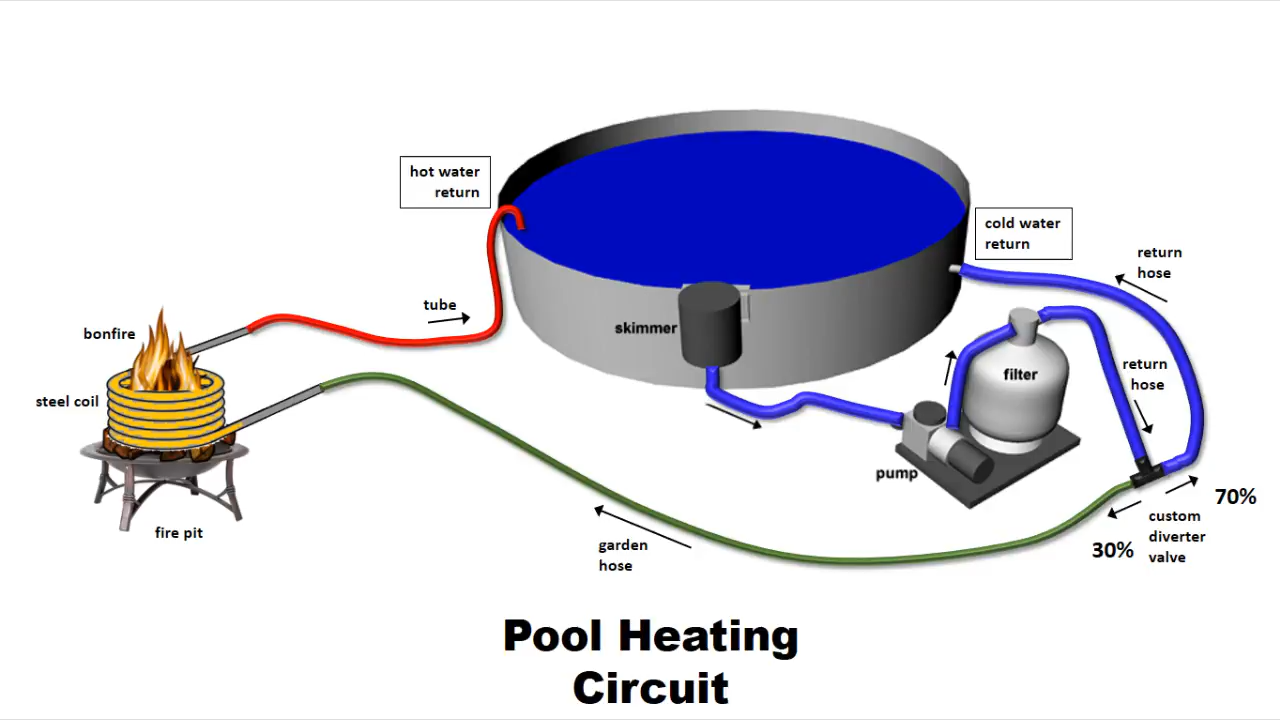 hot water
return
cold water
return
return
hose
tube
skimmer
bonfire
steel coil
filter
return
hose
pump
70%
custom
diverter
valve
30%
fire pit
garden
hose
Pool Heating
Circuit